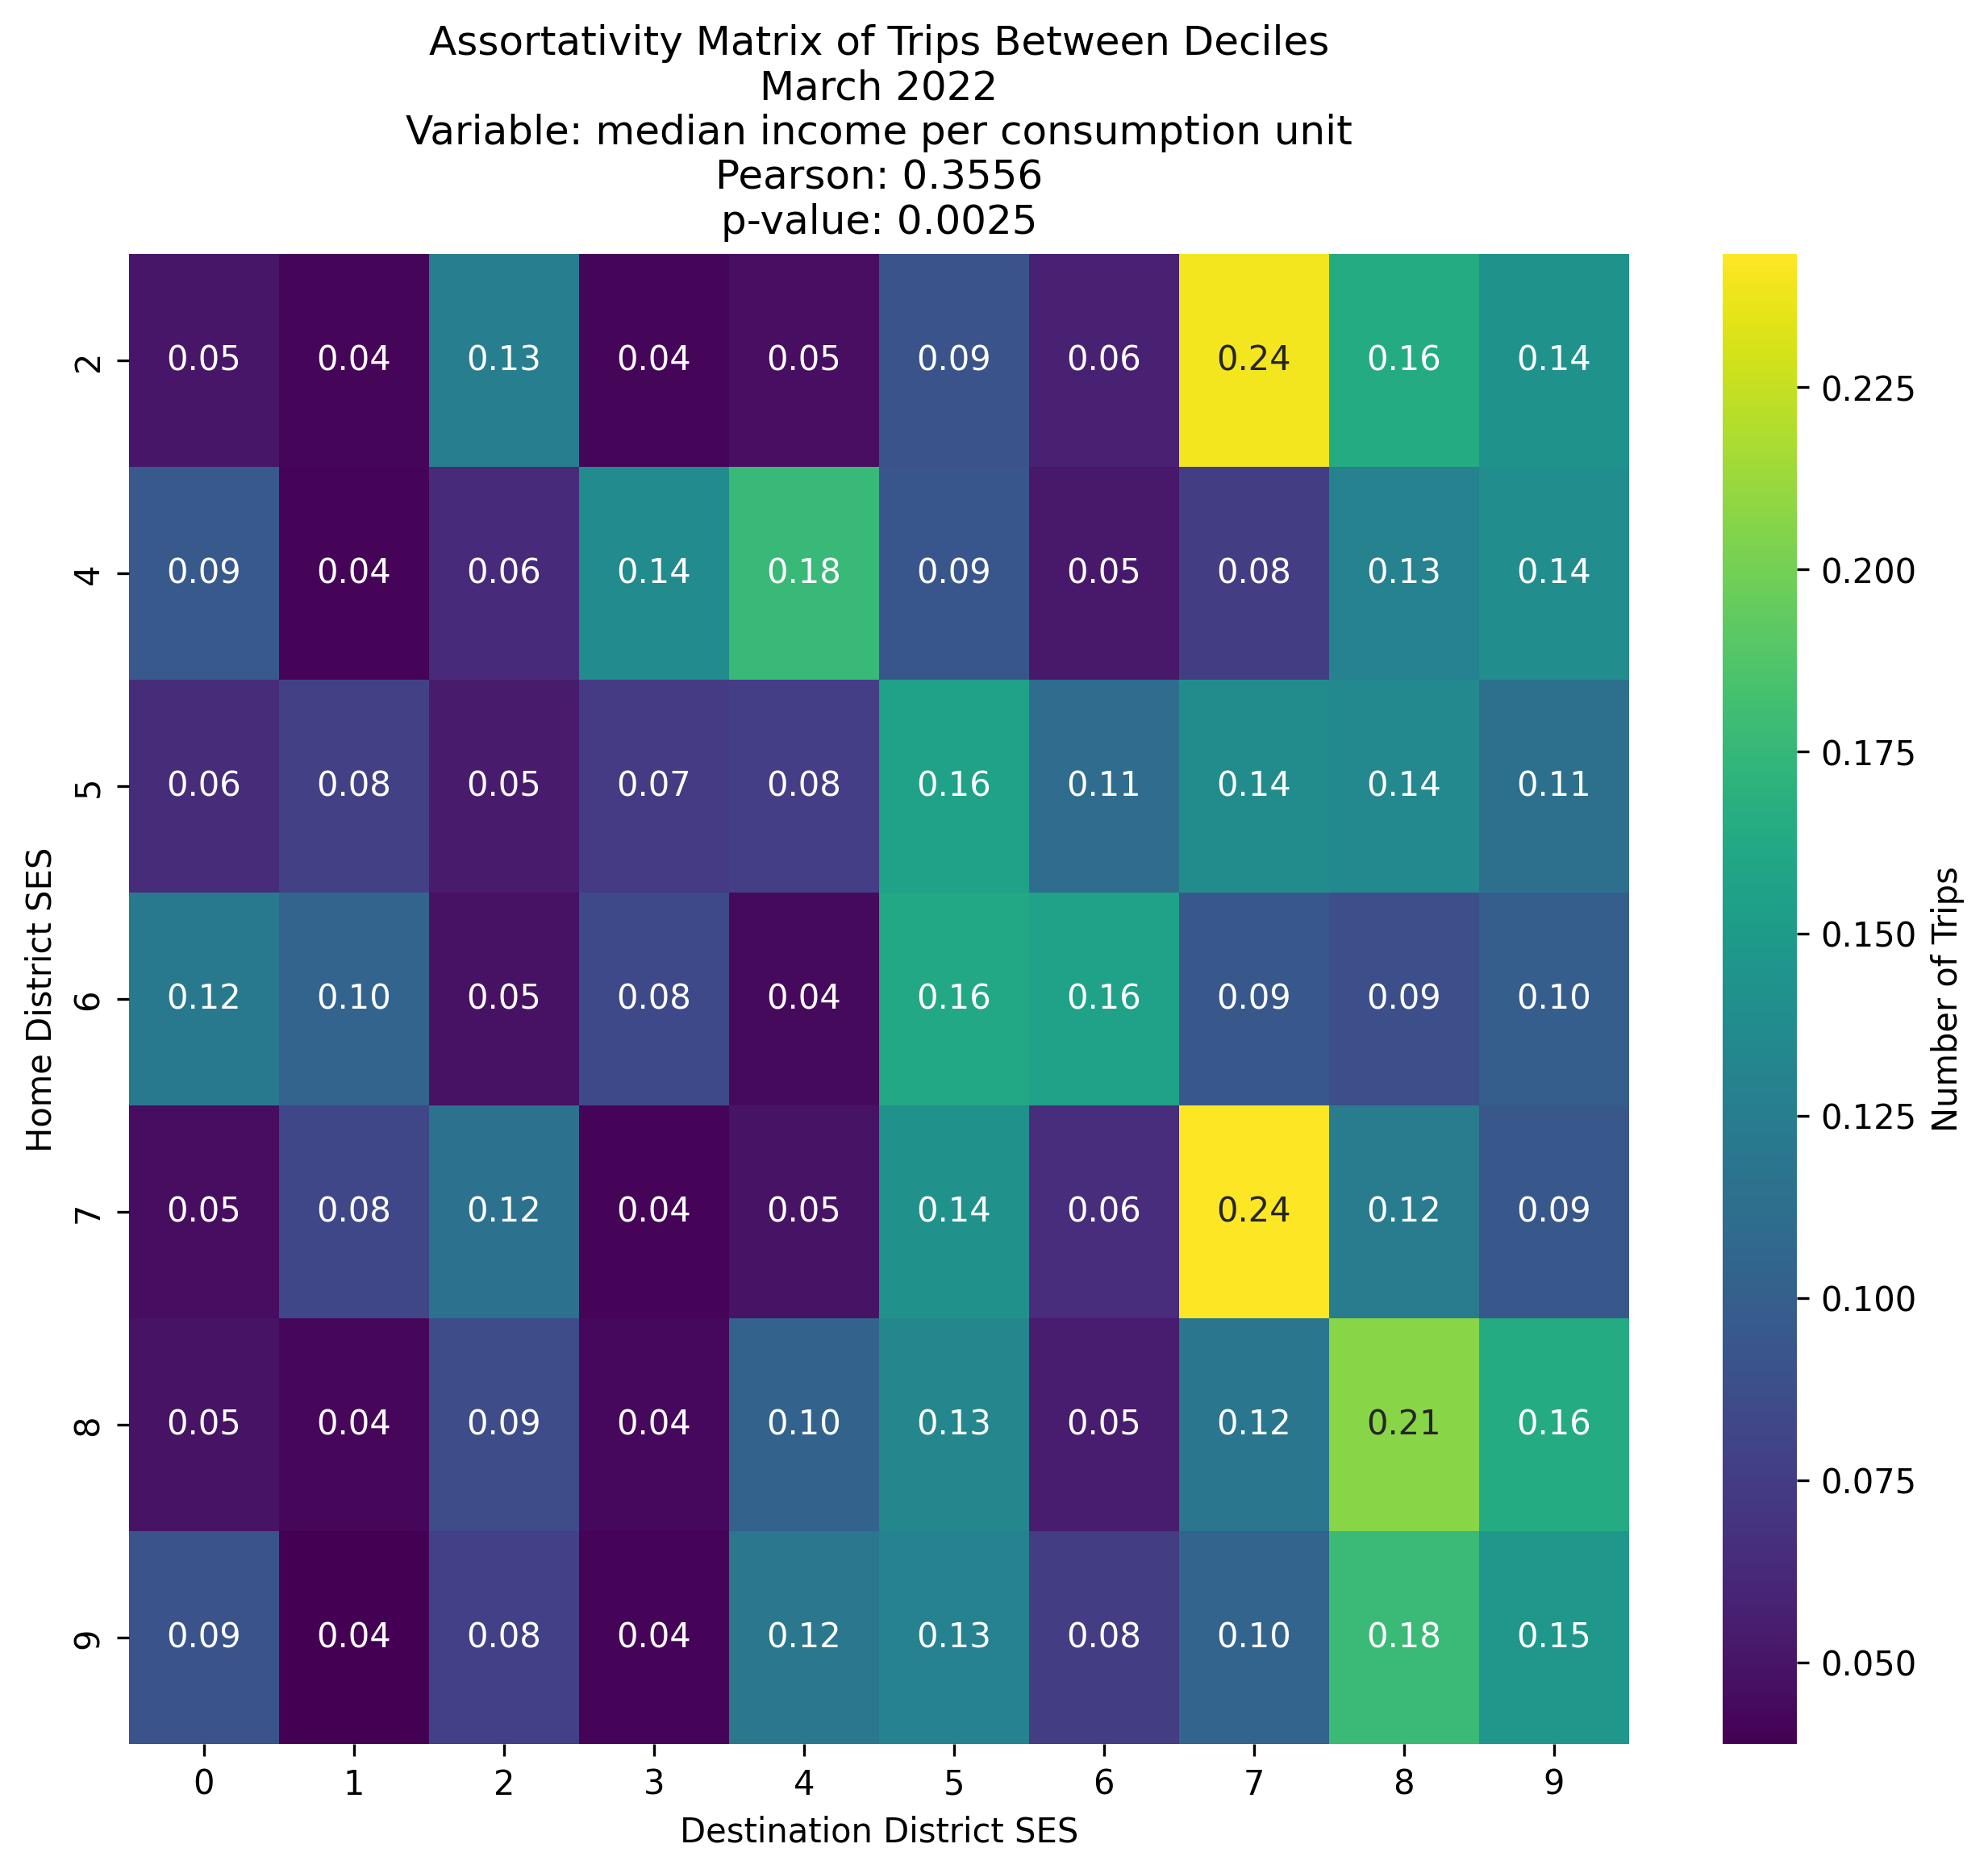 Assortativity Matrix of Trips Between Deciles
March 2022
Variable: median income per consumption unit
Pearson: 0.3556
p-value: 0.0025
Home District SES
2 0.05 0.04 0.13 0.04 0.05 0.09 0.06 0.24 0.16 0.14
4 0.09 0.04 0.06 0.14 0.18 0.09 0.05 0.08 0.13 0.14
5 0.06 0.08 0.05 0.07 0.08 0.16 0.11 0.14 0.14 0.11
6 0.12 0.10 0.05 0.08 0.04 0.16 0.16 0.09 0.09 0.10
7 0.05 0.08 0.12 0.04 0.05 0.14 0.06 0.24 0.12 0.09
8 0.05 0.04 0.09 0.04 0.10 0.13 0.05 0.12 0.21 0.16
9 0.09 0.04 0.08 0.04 0.12 0.13 0.08 0.10 0.18 0.15
0 1 2 3 4 5 6 7 8 9
Destination District SES
0.225
0.200
0.175
0.150
0.125
0.100
0.075
0.050
Number of Trips